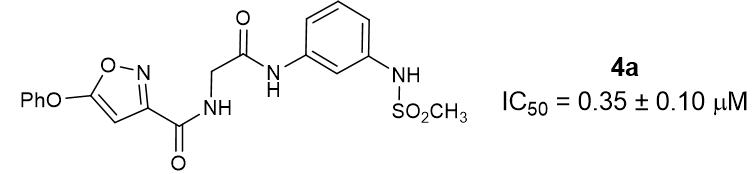 O
O
N
PhO
N
H
NH
O
NH
SO₂CH₃
4a
IC₅₀ = 0.35 ± 0.10 μM